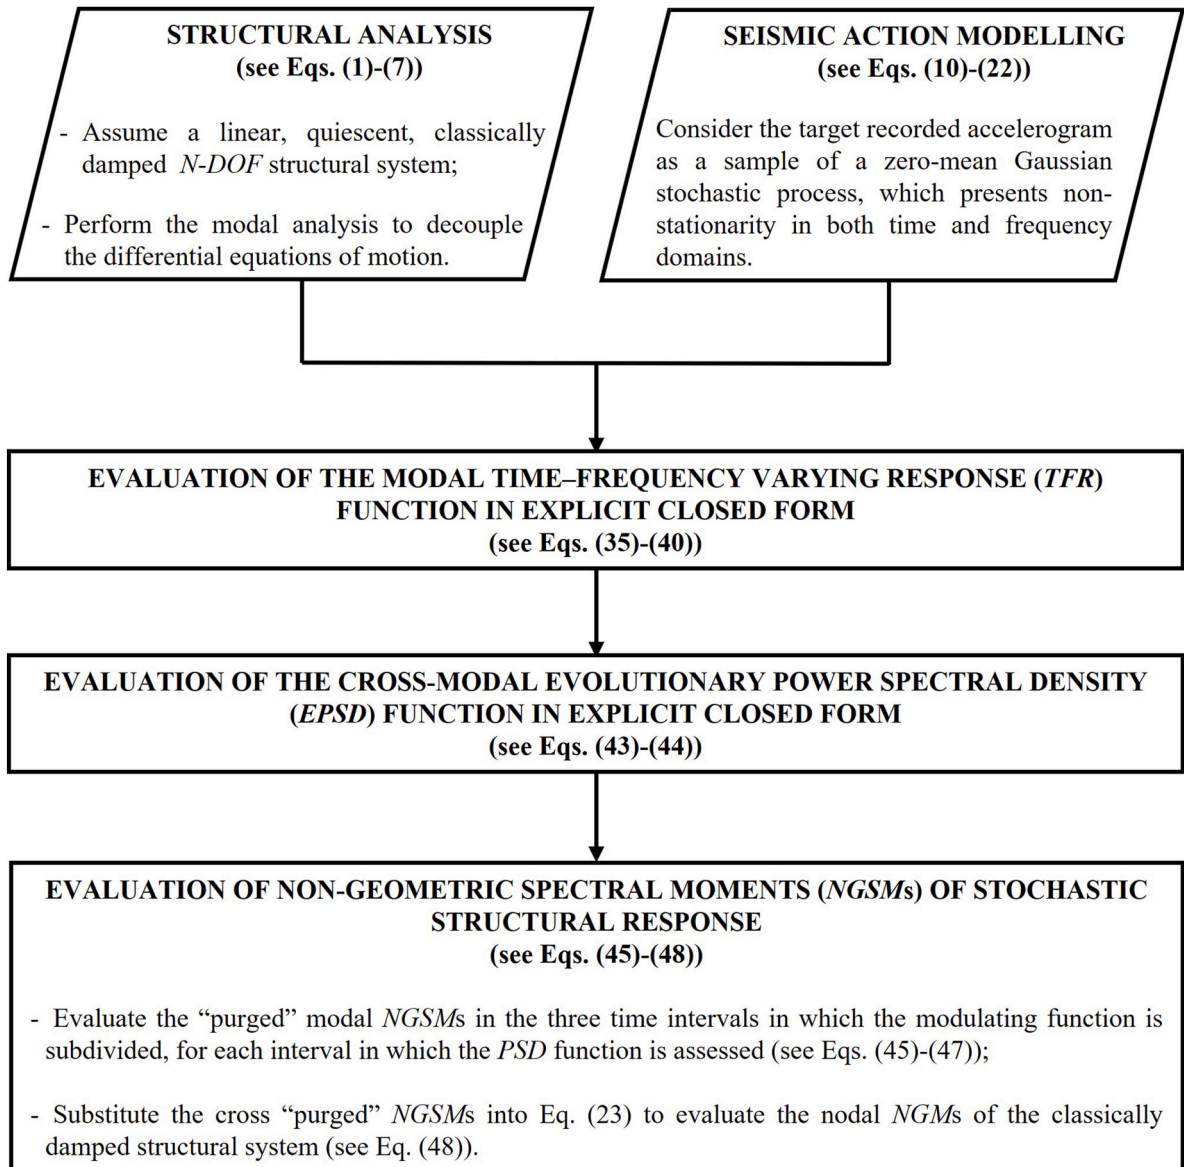 STRUCTURAL ANALYSIS
(see Eqs. (1)-(7))
- Assume a linear, quiescent, classically
damped N-DOF structural system;
- Perform the modal analysis to decouple
the differential equations of motion.
SEISMIC ACTION MODELLING
(see Eqs. (10)-(22))
Consider the target recorded accelerogram
as a sample of a zero-mean Gaussian
stochastic process, which presents non-
stationarity in both time and frequency
domains.
EVALUATION OF THE MODAL TIME–FREQUENCY VARYING RESPONSE (TFR)
FUNCTION IN EXPLICIT CLOSED FORM
(see Eqs. (35)-(40))
EVALUATION OF THE CROSS-MODAL EVOLUTIONARY POWER SPECTRAL DENSITY
(EPSD) FUNCTION IN EXPLICIT CLOSED FORM
(see Eqs. (43)-(44))
EVALUATION OF NON-GEOMETRIC SPECTRAL MOMENTS (NGSMs) OF STOCHASTIC
STRUCTURAL RESPONSE
(see Eqs. (45)-(48))
- Evaluate the “purged” modal NGSMs in the three time intervals in which the modulating function is
subdivided, for each interval in which the PSD function is assessed (see Eqs. (45)-(47));
- Substitute the cross “purged” NGSMs into Eq. (23) to evaluate the nodal NGMs of the classically
damped structural system (see Eq. (48)).